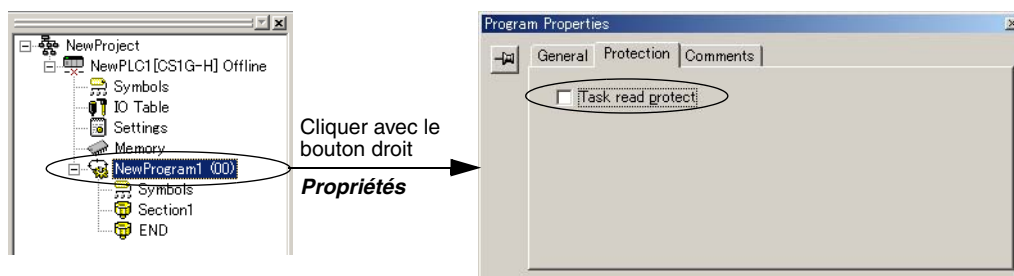 NewProject
NewPLC1[CS1G-H] Offline
Symbols
IO Table
Settings
Memory
NewProgram1 (00)
Symbols
Section1
END
Cliquer avec le
bouton droit
Propriétés
Program Properties
General Protection Comments
Task read protect